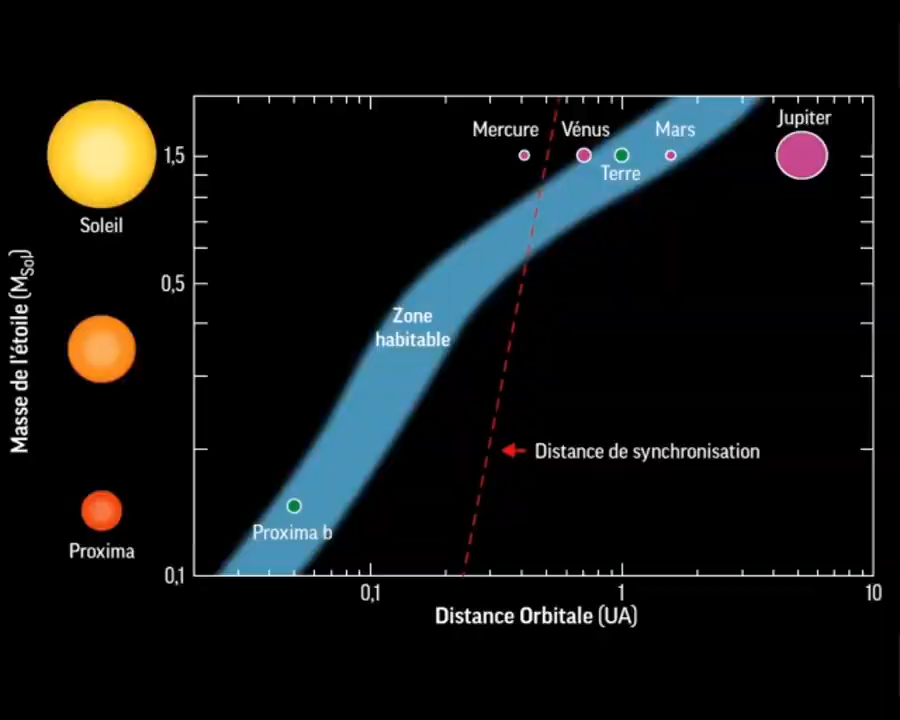 Mercure
Vénus
Mars
Jupiter
Terre
1,5
Soleil
0,5
Masse de l'étoile (MSol)
Zone
habitable
Distance de synchronisation
Proxima b
Proxima
0,1
0,1
1
10
Distance Orbitale (UA)